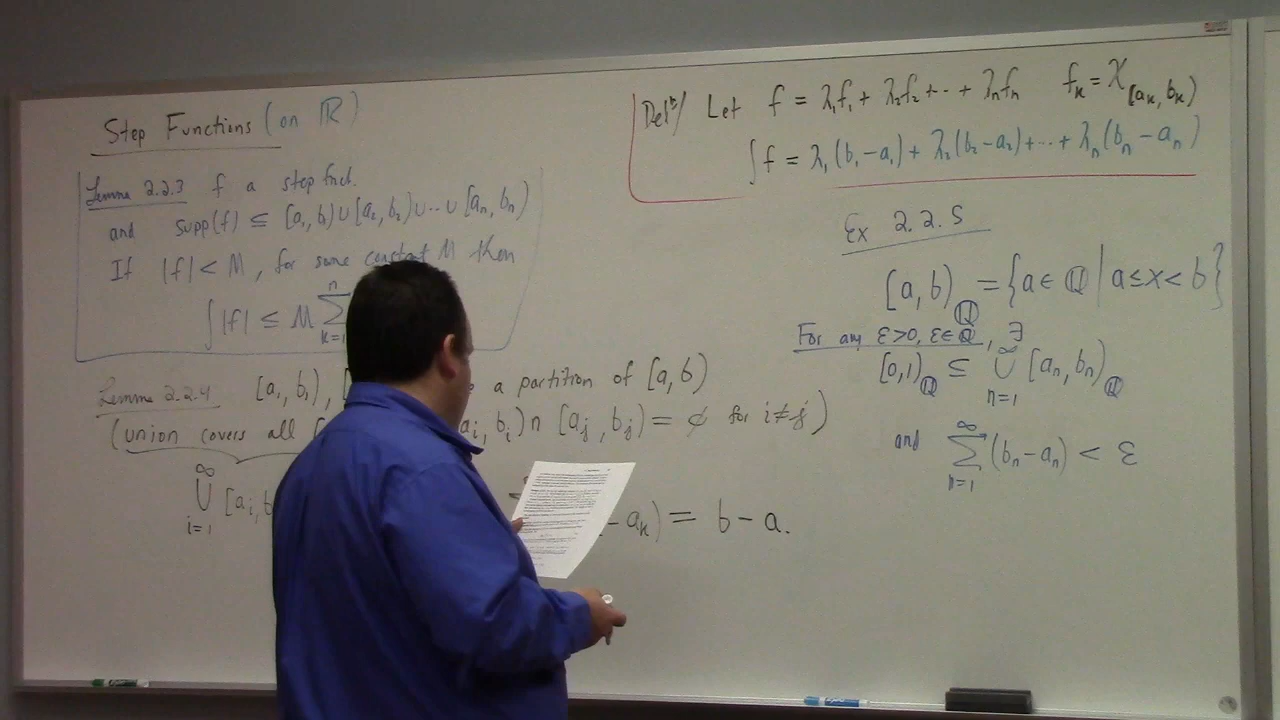 Step Functions (on ℝ)
Lemma 2.2.3 f a step fnct.
and supp(f) ⊆ [a₁, b₁) ∪ [a₂, b₂) ∪ ⋯ ∪ [aₙ, bₙ)
If |f| < M, for some constant M then
∫|f| ≤ M ∑ k=1 n
Lemma 2.2.4 [a₁, b₁), [ a partition of [a, b)
(union covers all aᵢ, bᵢ) ∩ [aⱼ, bⱼ) = ∅ for i≠j)
∞ ⋃ i=1 [aᵢ, b - aₖ) = b - a.
Defⁿ/ Let f = λ₁f₁ + λ₂f₂ + ⋯ + λₙfₙ fₖ = χ[aₖ, bₖ)
∫f = λ₁(b₁-a₁) + λ₂(b₂-a₂) + ⋯ + λₙ(bₙ-aₙ)
Ex 2.2.5
[a, b)ℚ = {a ∈ ℚ | a ≤ x < b}
For any ε>0, ε∈ℚ, ∃
[0,1)ℚ ⊆ ∞ ⋃ n=1 [aₙ, bₙ)ℚ
and ∞ ∑ n=1 (bₙ-aₙ) < ε